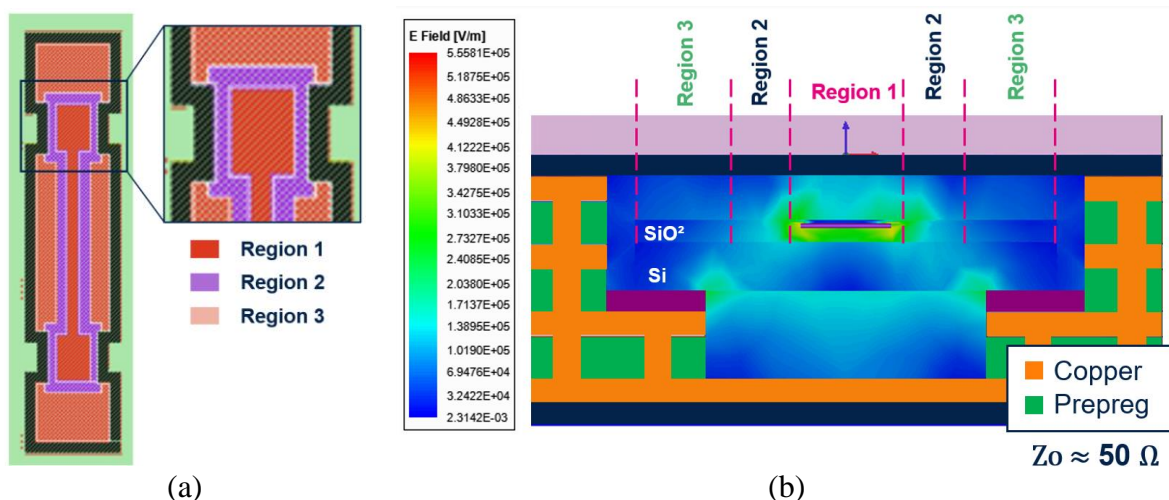 Region 1
Region 2
Region 3
(a)
E Field [V/m]
5.5581E+05
5.1875E+05
4.8633E+05
4.4928E+05
4.1222E+05
3.7980E+05
3.4275E+05
3.1033E+05
2.7327E+05
2.4085E+05
2.0380E+05
1.7137E+05
1.3895E+05
1.0190E+05
6.9476E+04
3.2422E+04
2.3142E-03
Region 3
Region 2
Region 1
Region 2
Region 3
SiO²
Si
Copper
Prepreg
Zo ≈ 50 Ω
(b)